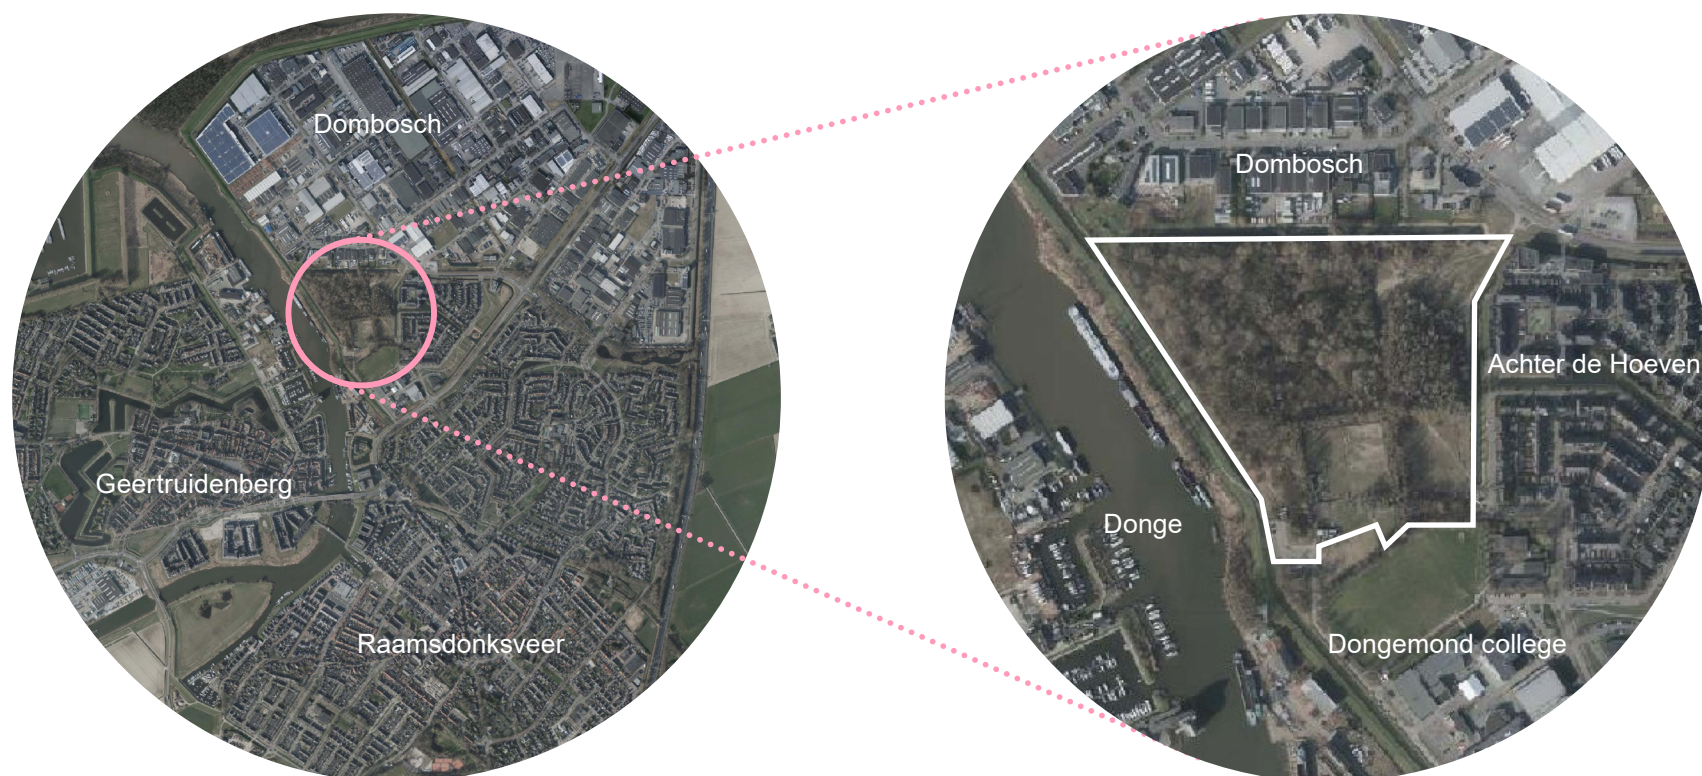 Dombosch
Geertruidenberg
Raamsdonksveer
Dombosch
Achter de Hoeven
Donge
Dongemond college